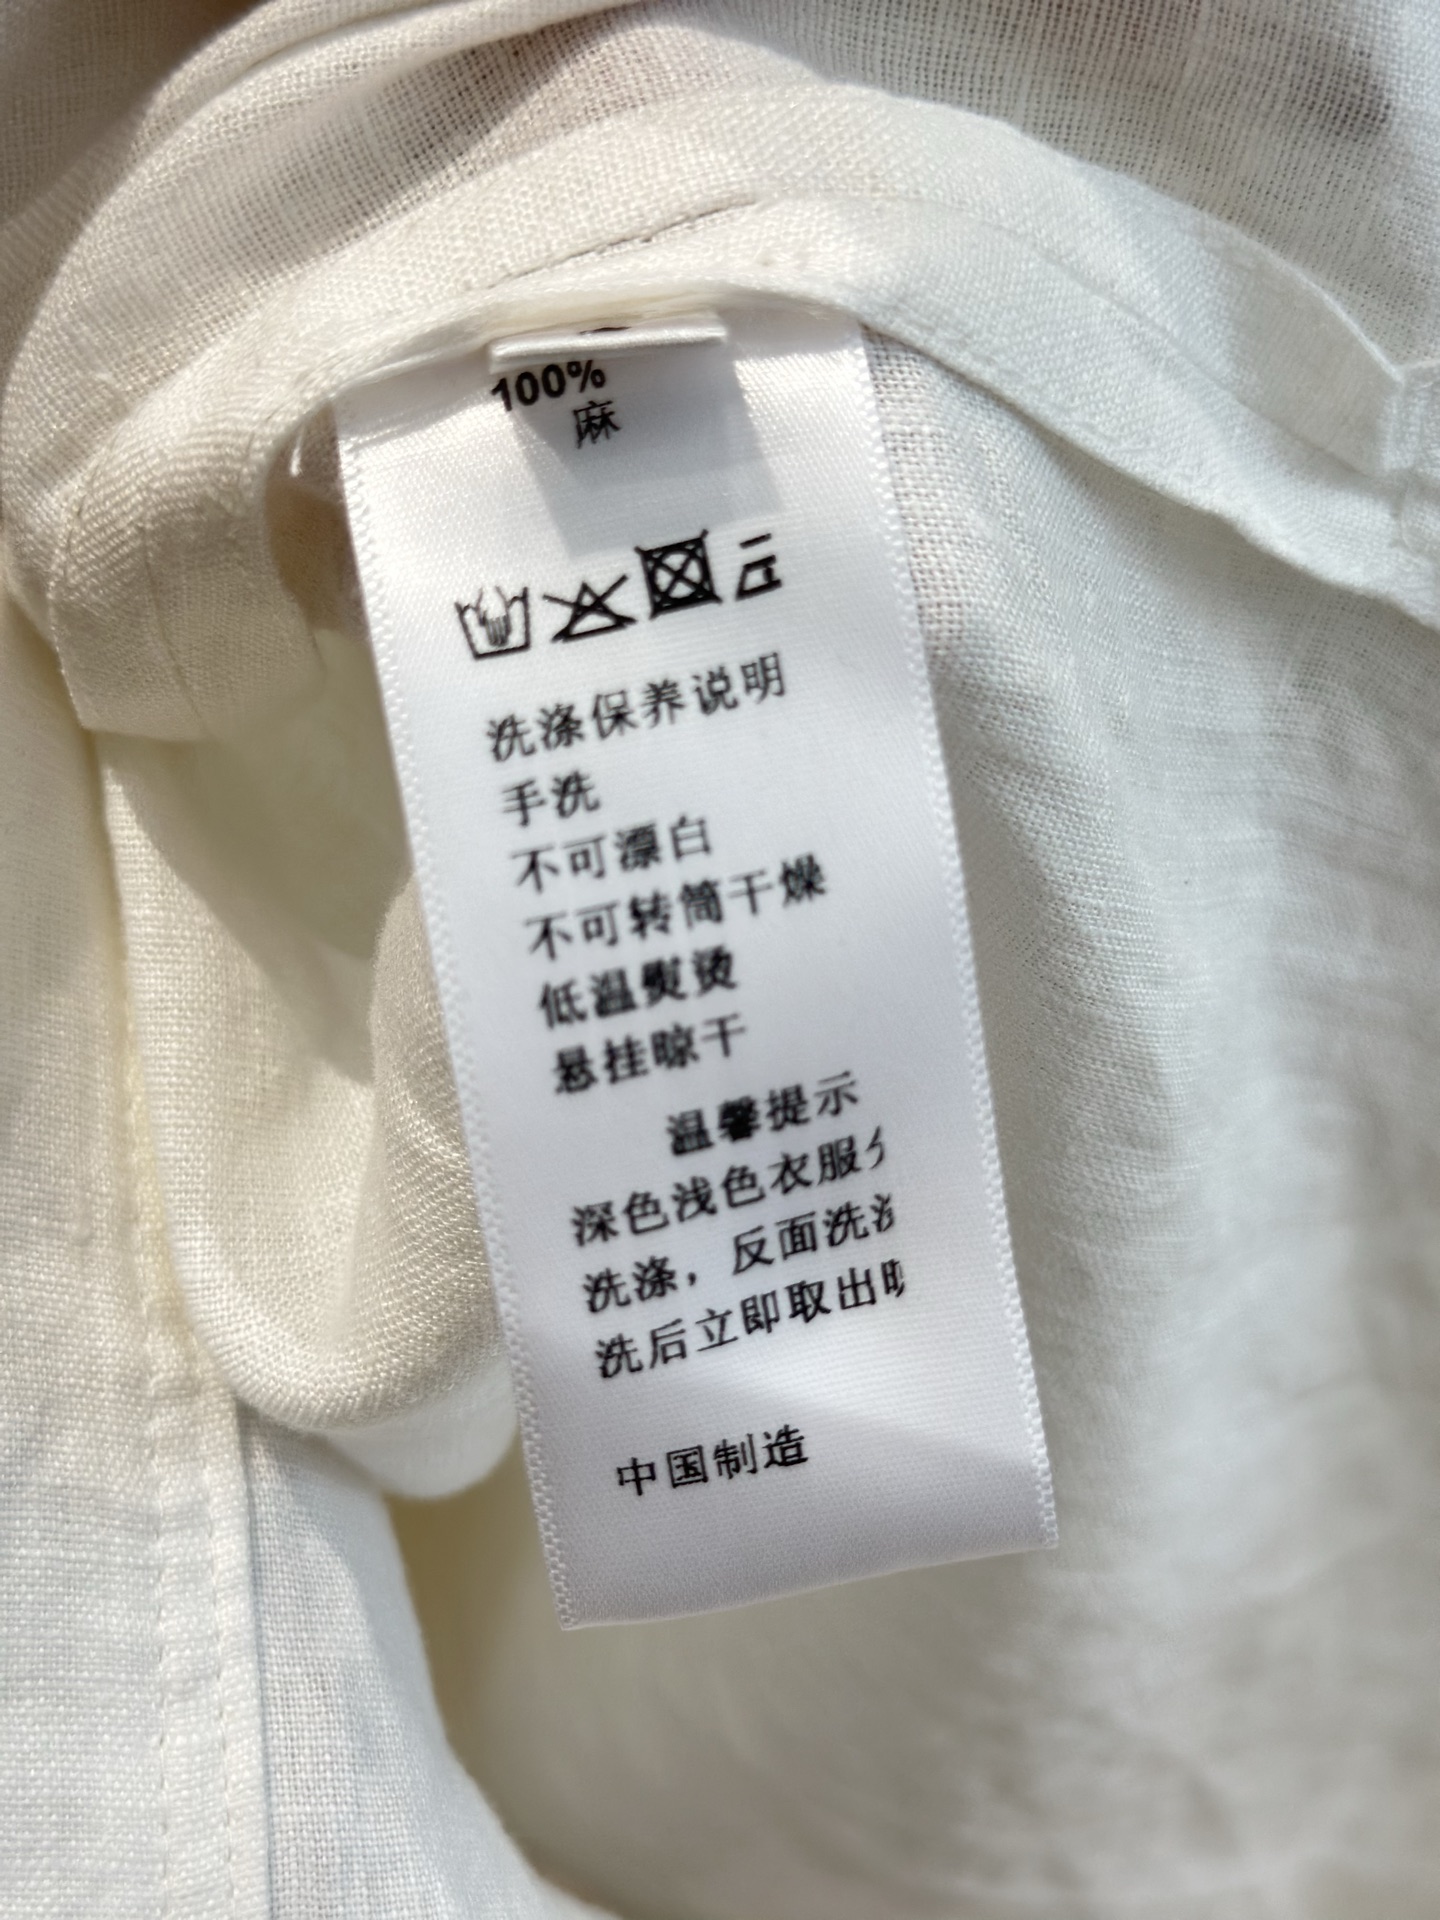 100%
麻
洗涤保养说明
手洗
不可漂白
不可转筒干燥
低温熨烫
悬挂晾干
温馨提示
深色浅色衣服
洗涤，反面洗
洗后立即取出
中国制造